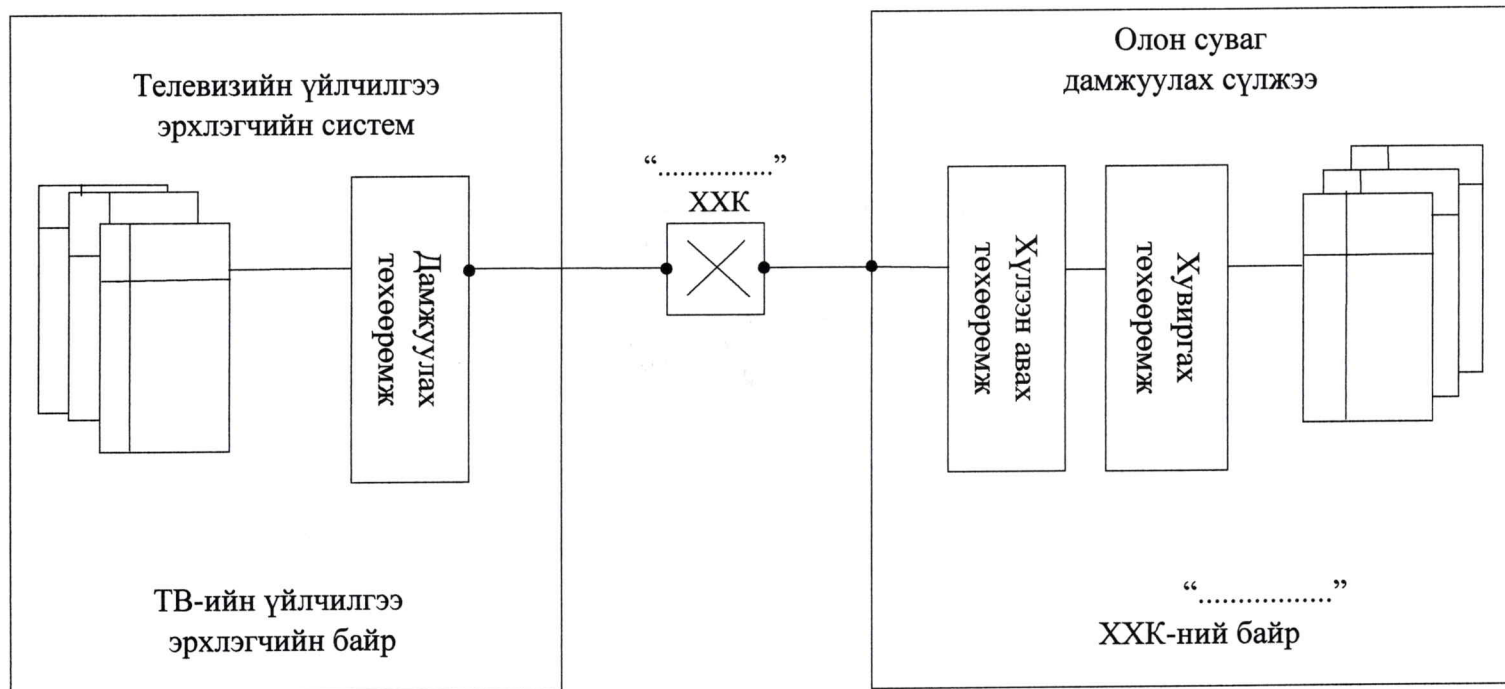 Телевизийн үйлчилгээ
эрхлэгчийн систем
Дамжуулах
төхөөрөмж
ТВ-ийн үйлчилгээ
эрхлэгчийн байр
“...............”
ХХК
Олон суваг
дамжуулах сүлжээ
Хүлээн авах
төхөөрөмж
Хувиргах
төхөөрөмж
“.................”
ХХК-ний байр